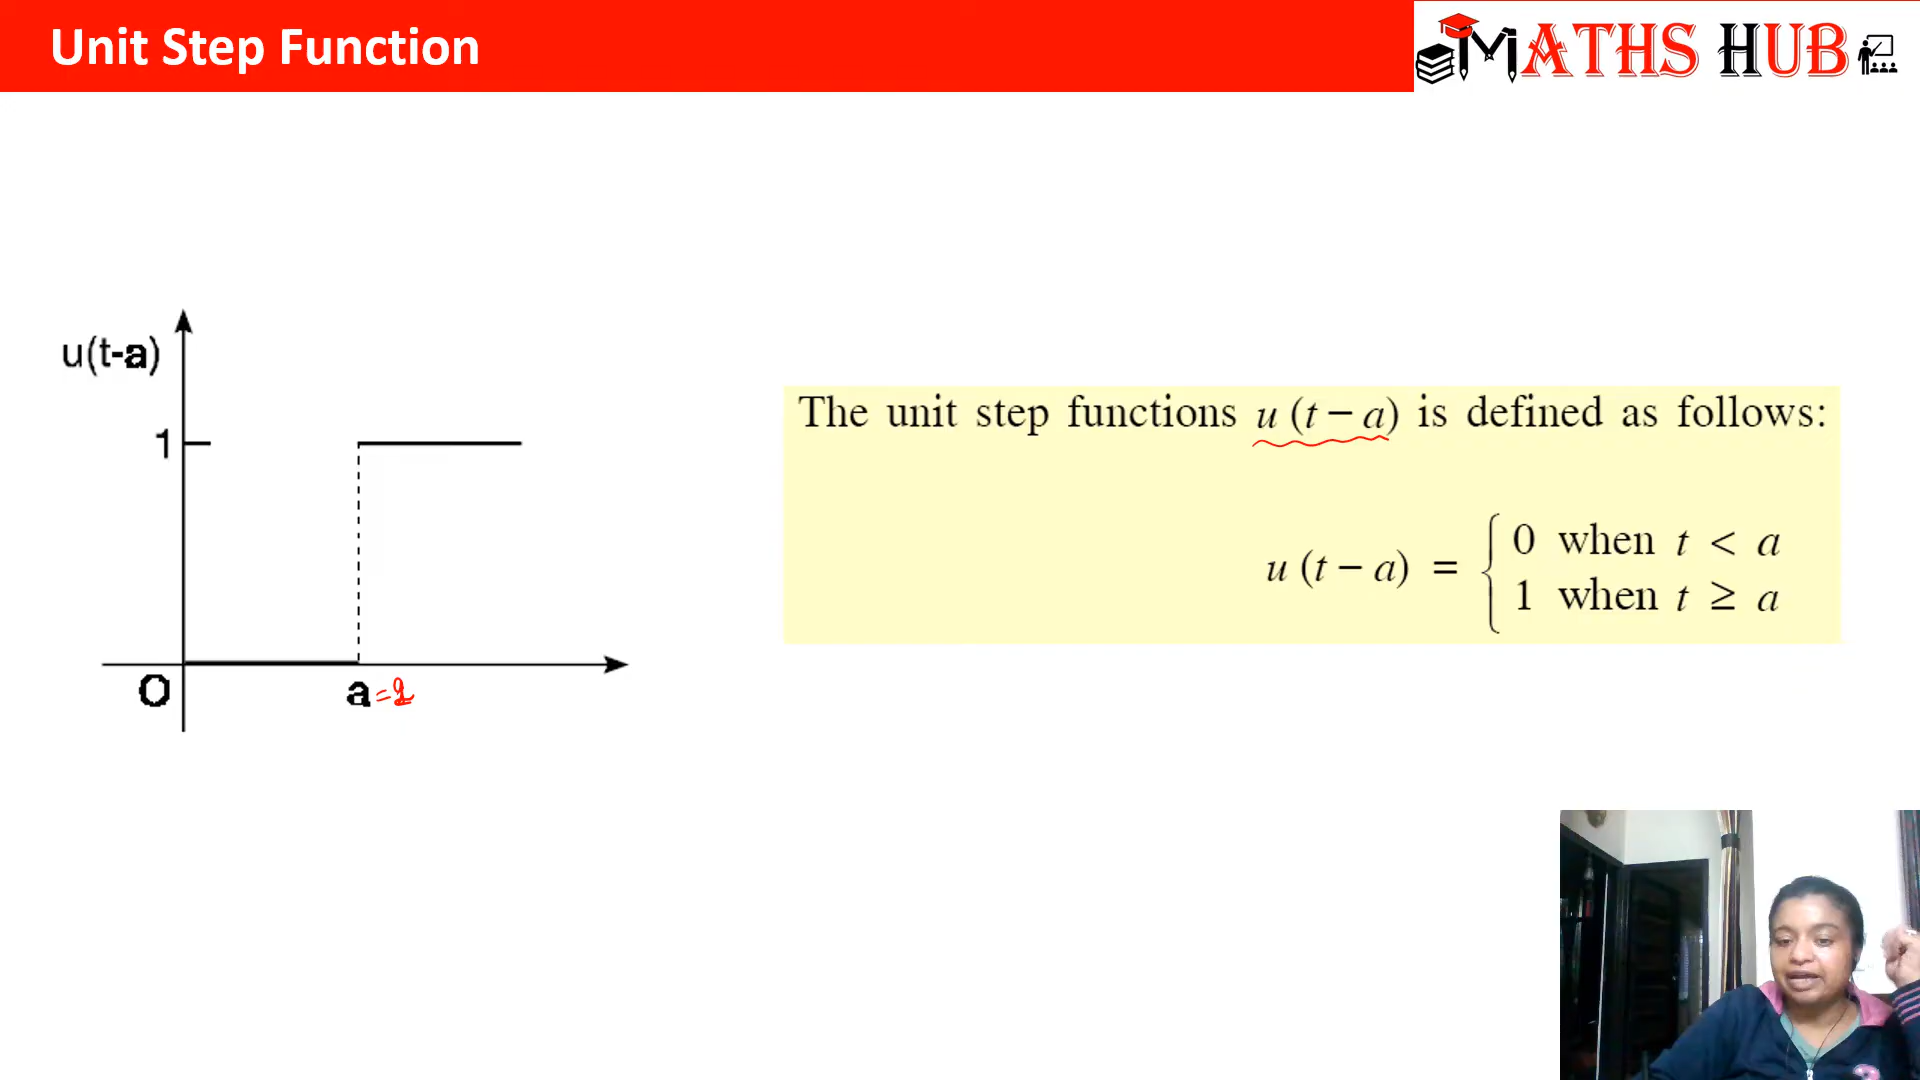 Unit Step Function
MATHS HUB
u(t-a)
1
O
a =2
The unit step functions u (t − a) is defined as follows:
u (t − a) = { 0 when t < a
1 when t ≥ a